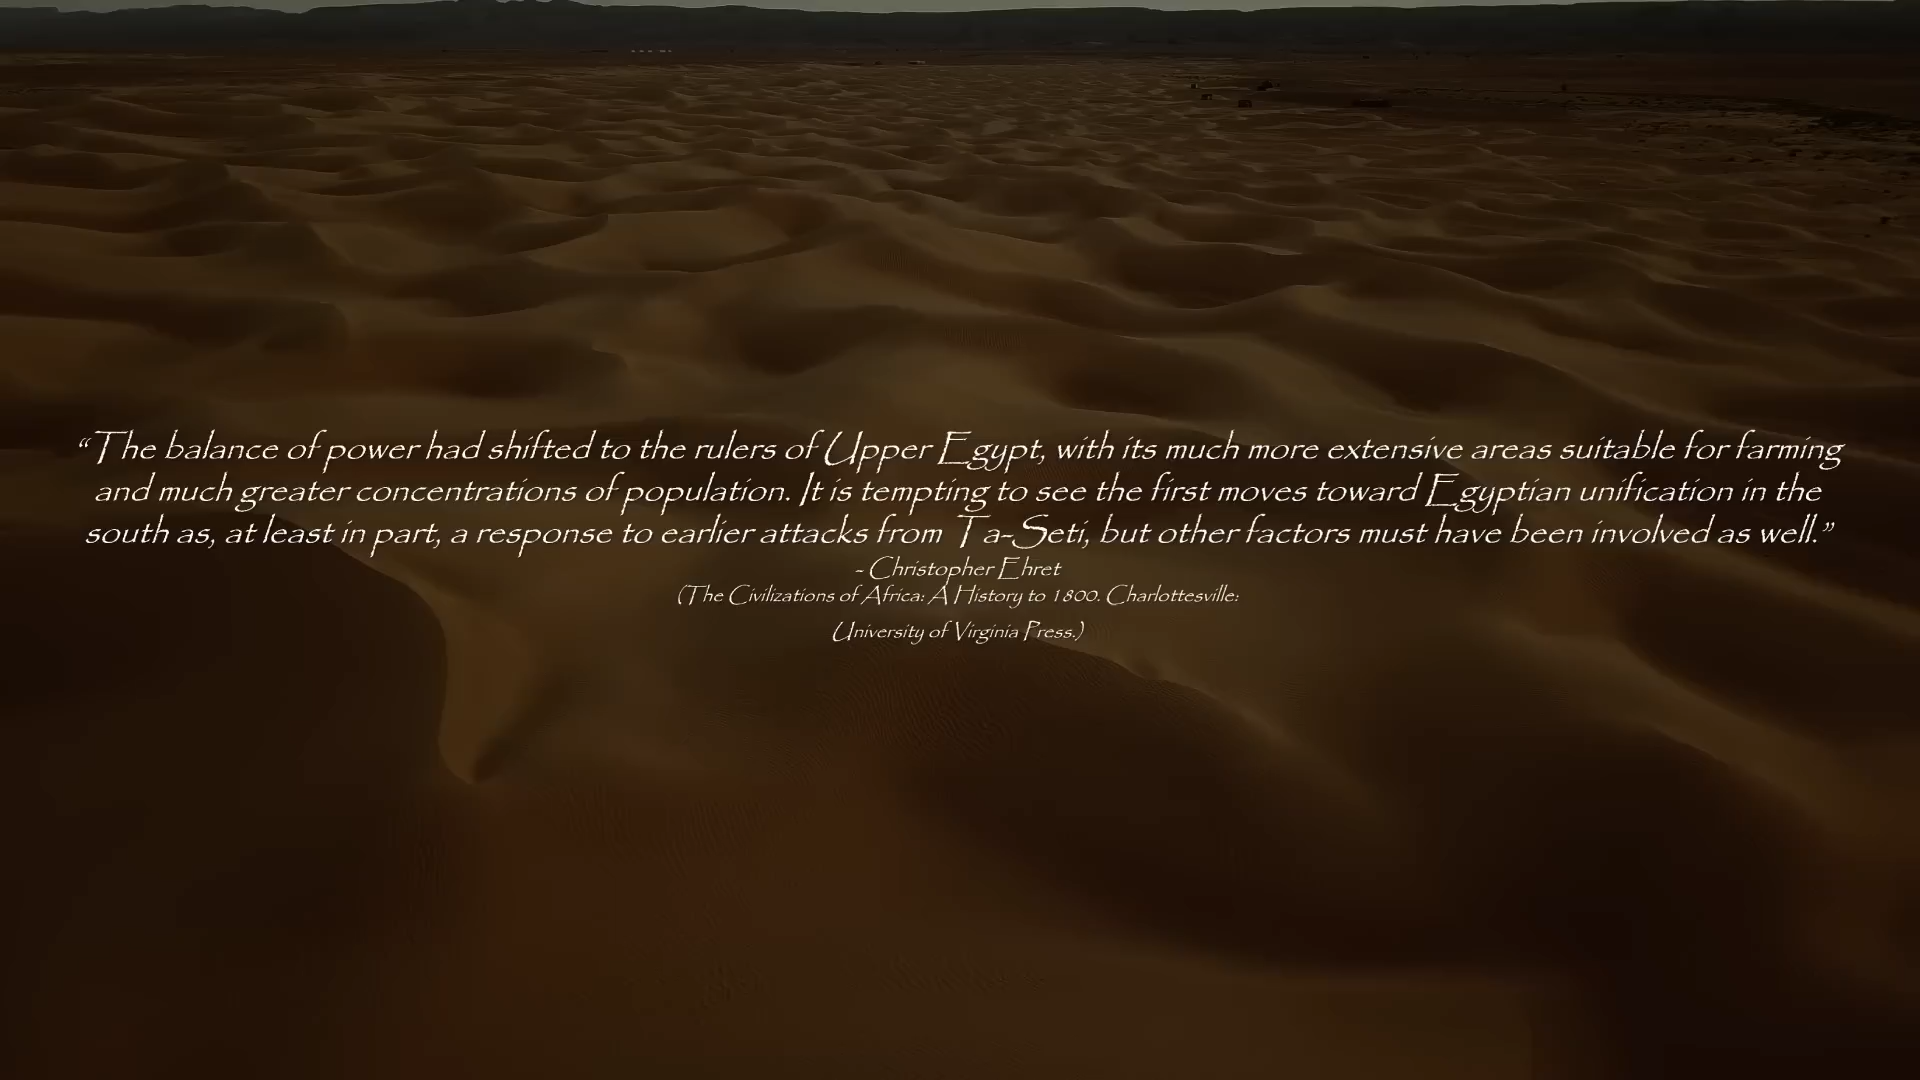 “The balance of power had shifted to the rulers of Upper Egypt, with its much more extensive areas suitable for farming
and much greater concentrations of population. It is tempting to see the first moves toward Egyptian unification in the
south as, at least in part, a response to earlier attacks from Ta-Seti, but other factors must have been involved as well.”
- Christopher Ehret
(The Civilizations of Africa: A History to 1800. Charlottesville:
University of Virginia Press.)